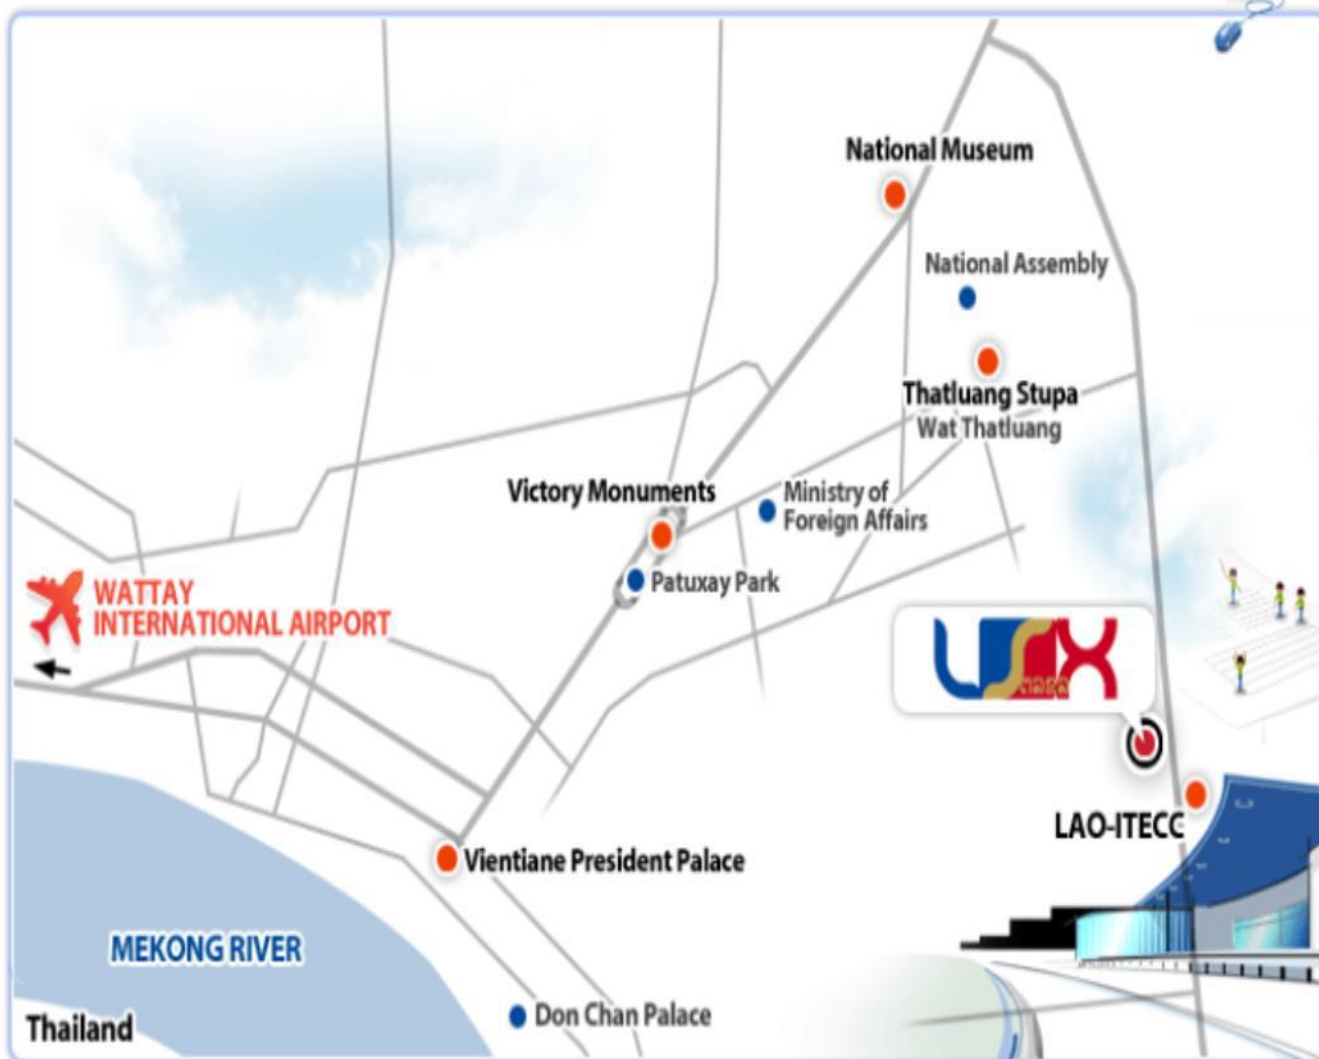 National Museum
National Assembly
Thatluang Stupa
Wat Thatluang
Victory Monuments
Ministry of
Foreign Affairs
Patuxay Park
WATTAY
INTERNATIONAL AIRPORT
LSX
LAO-ITECC
Vientiane President Palace
MEKONG RIVER
Don Chan Palace
Thailand